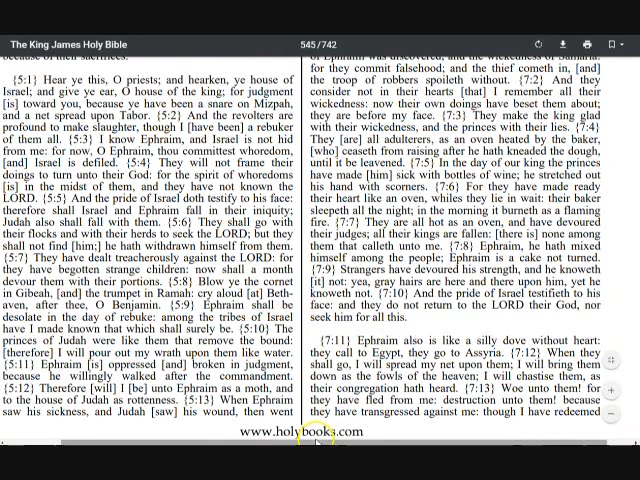 The King James Holy Bible
545/742
because of their sacrifices.
{5:1} Hear ye this, O priests; and hearken, ye house of
Israel; and give ye ear, O house of the king; for judgment
[is] toward you, because ye have been a snare on Mizpah,
and a net spread upon Tabor. {5:2} And the revolters are
profound to make slaughter, though I [have been] a rebuker
of them all. {5:3} I know Ephraim, and Israel is not hid
from me: for now, O Ephraim, thou committest whoredom,
[and] Israel is defiled. {5:4} They will not frame their
doings to turn unto their God: for the spirit of whoredoms
[is] in the midst of them, and they have not known the
LORD. {5:5} And the pride of Israel doth testify to his face:
therefore shall Israel and Ephraim fall in their iniquity;
Judah also shall fall with them. {5:6} They shall go with
their flocks and with their herds to seek the LORD; but they
shall not find [him;] he hath withdrawn himself from them.
{5:7} They have dealt treacherously against the LORD: for
they have begotten strange children: now shall a month
devour them with their portions. {5:8} Blow ye the cornet
in Gibeah, [and] the trumpet in Ramah: cry aloud [at] Beth-
aven, after thee, O Benjamin. {5:9} Ephraim shall be
desolate in the day of rebuke: among the tribes of Israel
have I made known that which shall surely be. {5:10} The
princes of Judah were like them that remove the bound:
[therefore] I will pour out my wrath upon them like water.
{5:11} Ephraim [is] oppressed [and] broken in judgment,
because he willingly walked after the commandment.
{5:12} Therefore [will] I [be] unto Ephraim as a moth, and
to the house of Judah as rottenness. {5:13} When Ephraim
saw his sickness, and Judah [saw] his wound, then went
of Ephraim was discovered, and the wickedness of Samaria:
for they commit falsehood; and the thief cometh in, [and]
the troop of robbers spoileth without. {7:2} And they
consider not in their hearts [that] I remember all their
wickedness: now their own doings have beset them about;
they are before my face. {7:3} They make the king glad
with their wickedness, and the princes with their lies. {7:4}
They [are] all adulterers, as an oven heated by the baker,
[who] ceaseth from raising after he hath kneaded the dough,
until it be leavened. {7:5} In the day of our king the princes
have made [him] sick with bottles of wine; he stretched out
his hand with scorners. {7:6} For they have made ready
their heart like an oven, whiles they lie in wait: their baker
sleepeth all the night; in the morning it burneth as a flaming
fire. {7:7} They are all hot as an oven, and have devoured
their judges; all their kings are fallen: [there is] none among
them that calleth unto me. {7:8} Ephraim, he hath mixed
himself among the people; Ephraim is a cake not turned.
{7:9} Strangers have devoured his strength, and he knoweth
[it] not: yea, gray hairs are here and there upon him, yet he
knoweth not. {7:10} And the pride of Israel testifieth to his
face: and they do not return to the LORD their God, nor
seek him for all this.
{7:11} Ephraim also is like a silly dove without heart:
they call to Egypt, they go to Assyria. {7:12} When they
shall go, I will spread my net upon them; I will bring them
down as the fowls of the heaven; I will chastise them, as
their congregation hath heard. {7:13} Woe unto them! for
they have fled from me: destruction unto them! because
they have transgressed against me: though I have redeemed
www.holybooks.com